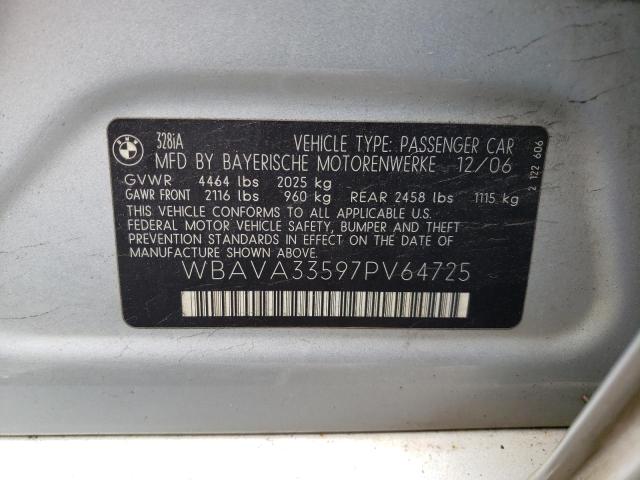 BMW
328iA VEHICLE TYPE: PASSENGER CAR
MFD BY BAYERISCHE MOTORENWERKE 12/06
GVWR 4464 lbs 2025 kg
GAWR FRONT 2116 lbs 960 kg REAR 2458 lbs 1115 kg
THIS VEHICLE CONFORMS TO ALL APPLICABLE U.S.
FEDERAL MOTOR VEHICLE SAFETY, BUMPER AND THEFT
PREVENTION STANDARDS IN EFFECT ON THE DATE OF
MANUFACTURE SHOWN ABOVE.
WBAVA33597PV64725
2 122 606